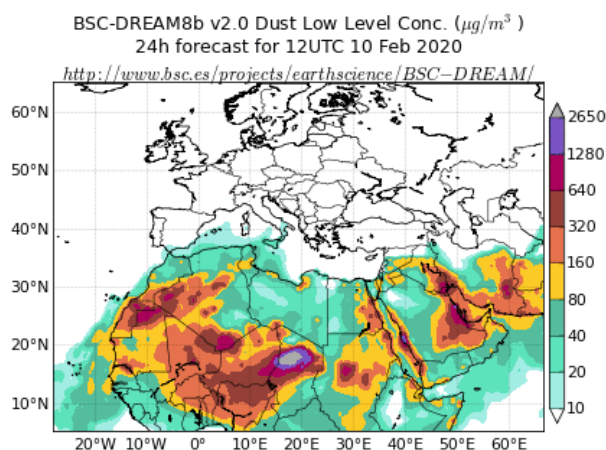 BSC-DREAM8b v2.0 Dust Low Level Conc. (μg/m³ )
24h forecast for 12UTC 10 Feb 2020
http://www.bsc.es/projects/earthscience/BSC−DREAM/
60°N
50°N
40°N
30°N
20°N
10°N
20°W 10°W 0° 10°E 20°E 30°E 40°E 50°E 60°E
2650
1280
640
320
160
80
40
20
10